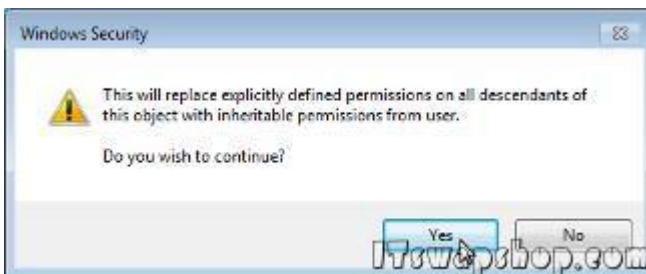 Windows Security
This will replace explicitly defined permissions on all descendants of
this object with inheritable permissions from user.
Do you wish to continue?
Yes
No
ITswapshop.com